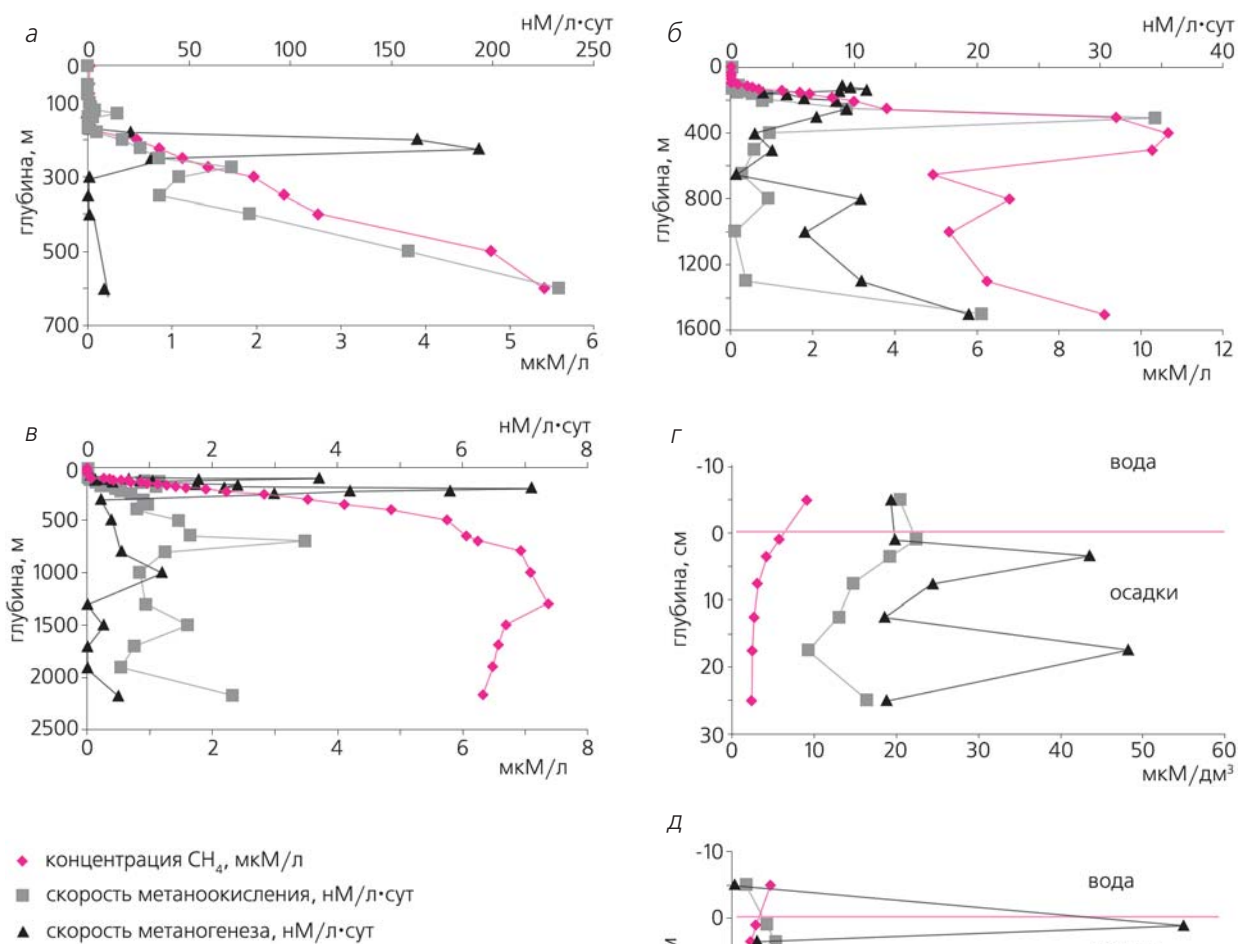 а
нМ/л•сут
0 50 100 150 200 250
0
100
300
500
700
глубина, м
0 1 2 3 4 5 6
мкМ/л
б
нМ/л•сут
0 10 20 30 40
0
400
800
1200
1600
глубина, м
0 2 4 6 8 10 12
мкМ/л
в
нМ/л•сут
0 2 4 6 8
0
500
1000
1500
2000
2500
глубина, м
0 2 4 6 8
мкМ/л
г
-10
0
10
20
30
глубина, см
вода
осадки
0 10 20 30 40 50 60
мкМ/дм³
концентрация CH₄, мкМ/л
скорость метаноокисления, нМ/л•сут
скорость метаногенеза, нМ/л•сут
д
-10
0
вода